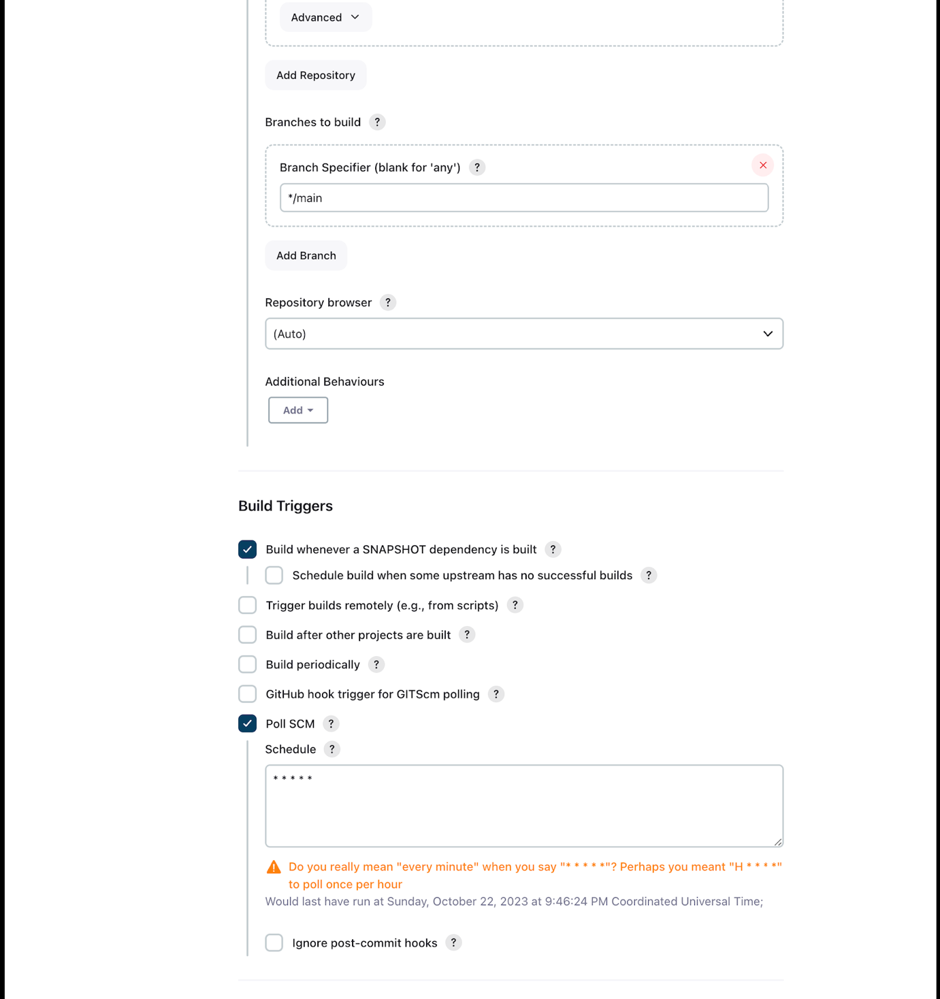 Advanced
Add Repository
Branches to build ?
Branch Specifier (blank for 'any') ?
*/main
Add Branch
Repository browser ?
(Auto)
Additional Behaviours
Add
Build Triggers
Build whenever a SNAPSHOT dependency is built ?
Schedule build when some upstream has no successful builds ?
Trigger builds remotely (e.g., from scripts) ?
Build after other projects are built ?
Build periodically ?
GitHub hook trigger for GITScm polling ?
Poll SCM ?
Schedule ?
* * * * *
Do you really mean "every minute" when you say "* * * * *"? Perhaps you meant "H * * * *"
to poll once per hour
Would last have run at Sunday, October 22, 2023 at 9:46:24 PM Coordinated Universal Time;
Ignore post-commit hooks ?